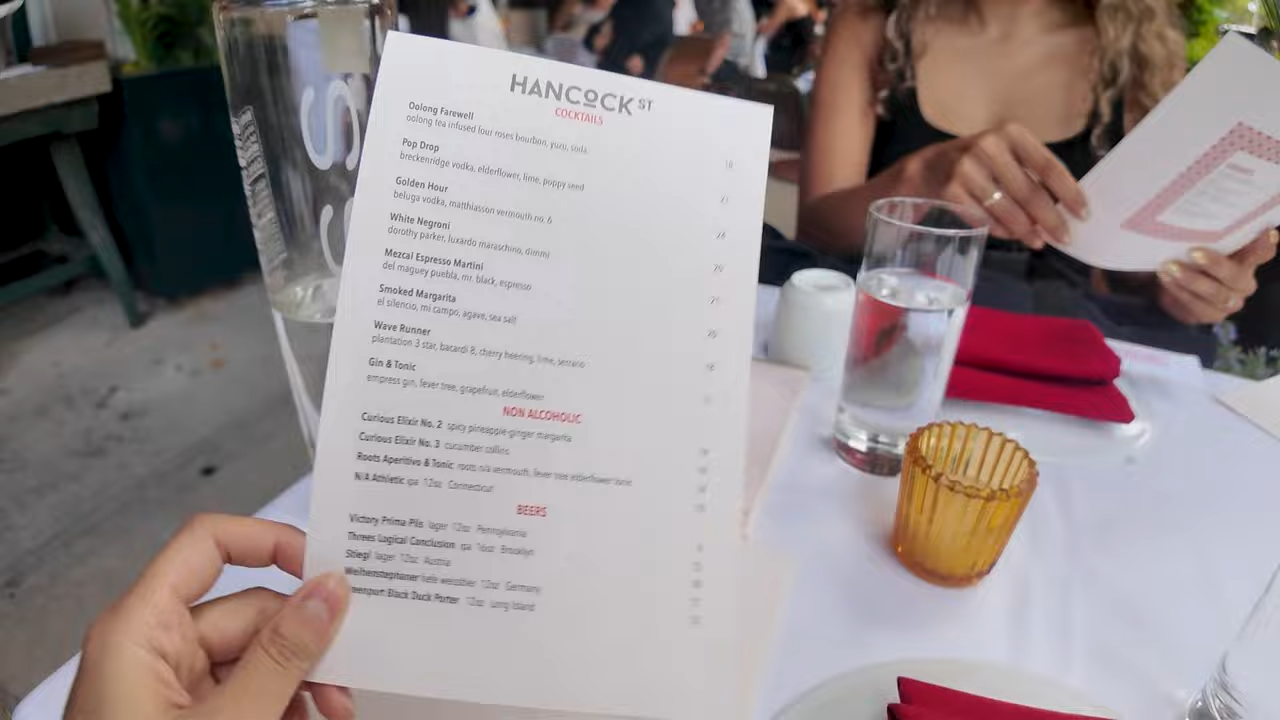 HANCOCK ST
COCKTAILS
Oolong Farewell
oolong tea infused four roses bourbon, yuzu, soda
Pop Drop
breckenridge vodka, elderflower, lime, poppy seed
Golden Hour
beluga vodka, matthiasson vermouth no. 6
White Negroni
dorothy parker, luxardo maraschino, dimmi
Mezcal Espresso Martini
del maguey puebla, mr. black, espresso
Smoked Margarita
el silencio, mi campo, agave, sea salt
Wave Runner
plantation 3 star, bacardi 8, cherry heering, lime, serrano
Gin & Tonic
empress gin, fever tree, grapefruit, elderflower
NON ALCOHOLIC
Curious Elixir No. 2 spicy pineapple-ginger margarita
Curious Elixir No. 3 cucumber collins
Roots Aperitivo & Tonic roots n/a vermouth, fever tree elderflower tonic
N/A Athletic ipa 12oz Connecticut
BEERS
Victory Prima Pils lager 12oz Pennsylvania
Threes Logical Conclusion ipa 16oz Brooklyn
Stiegl lager 12oz Austria
Weihenstephaner hefe weissbier 12oz Germany
eenport Black Duck Porter 12oz Long Island